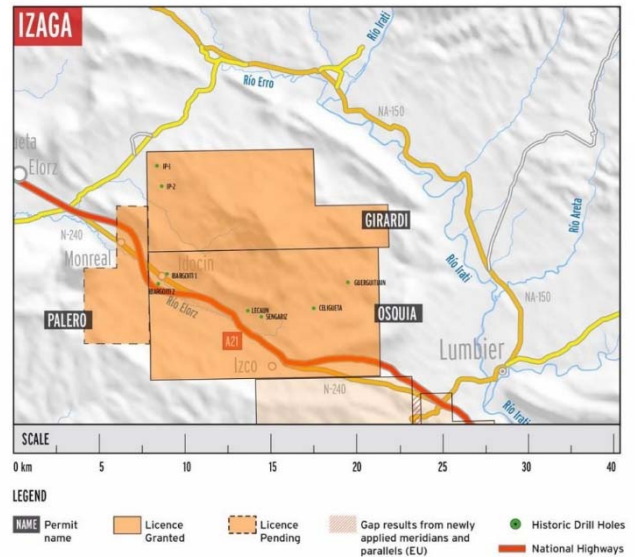 IZAGA
Río Irati
Río Erro
NA-150
ueta
Elorz
IP-1
IP-2
GIRARDI
Río Areta
N-240
Monreal
Idocin
Río Irati
IBARGOITI 1
GUERGUITIAIN
NA-150
Río Elorz
PALERO
LECAUN
CELIGUETA
SENGARIZ
OSQUIA
A21
Izco
Lumbier
N-240
Río Irati
SCALE
0 km 5 10 15 20 25 30 35 40
LEGEND
NAME Permit name
Licence Granted
Licence Pending
Gap results from newly applied meridians and parallels (EU)
Historic Drill Holes
National Highways